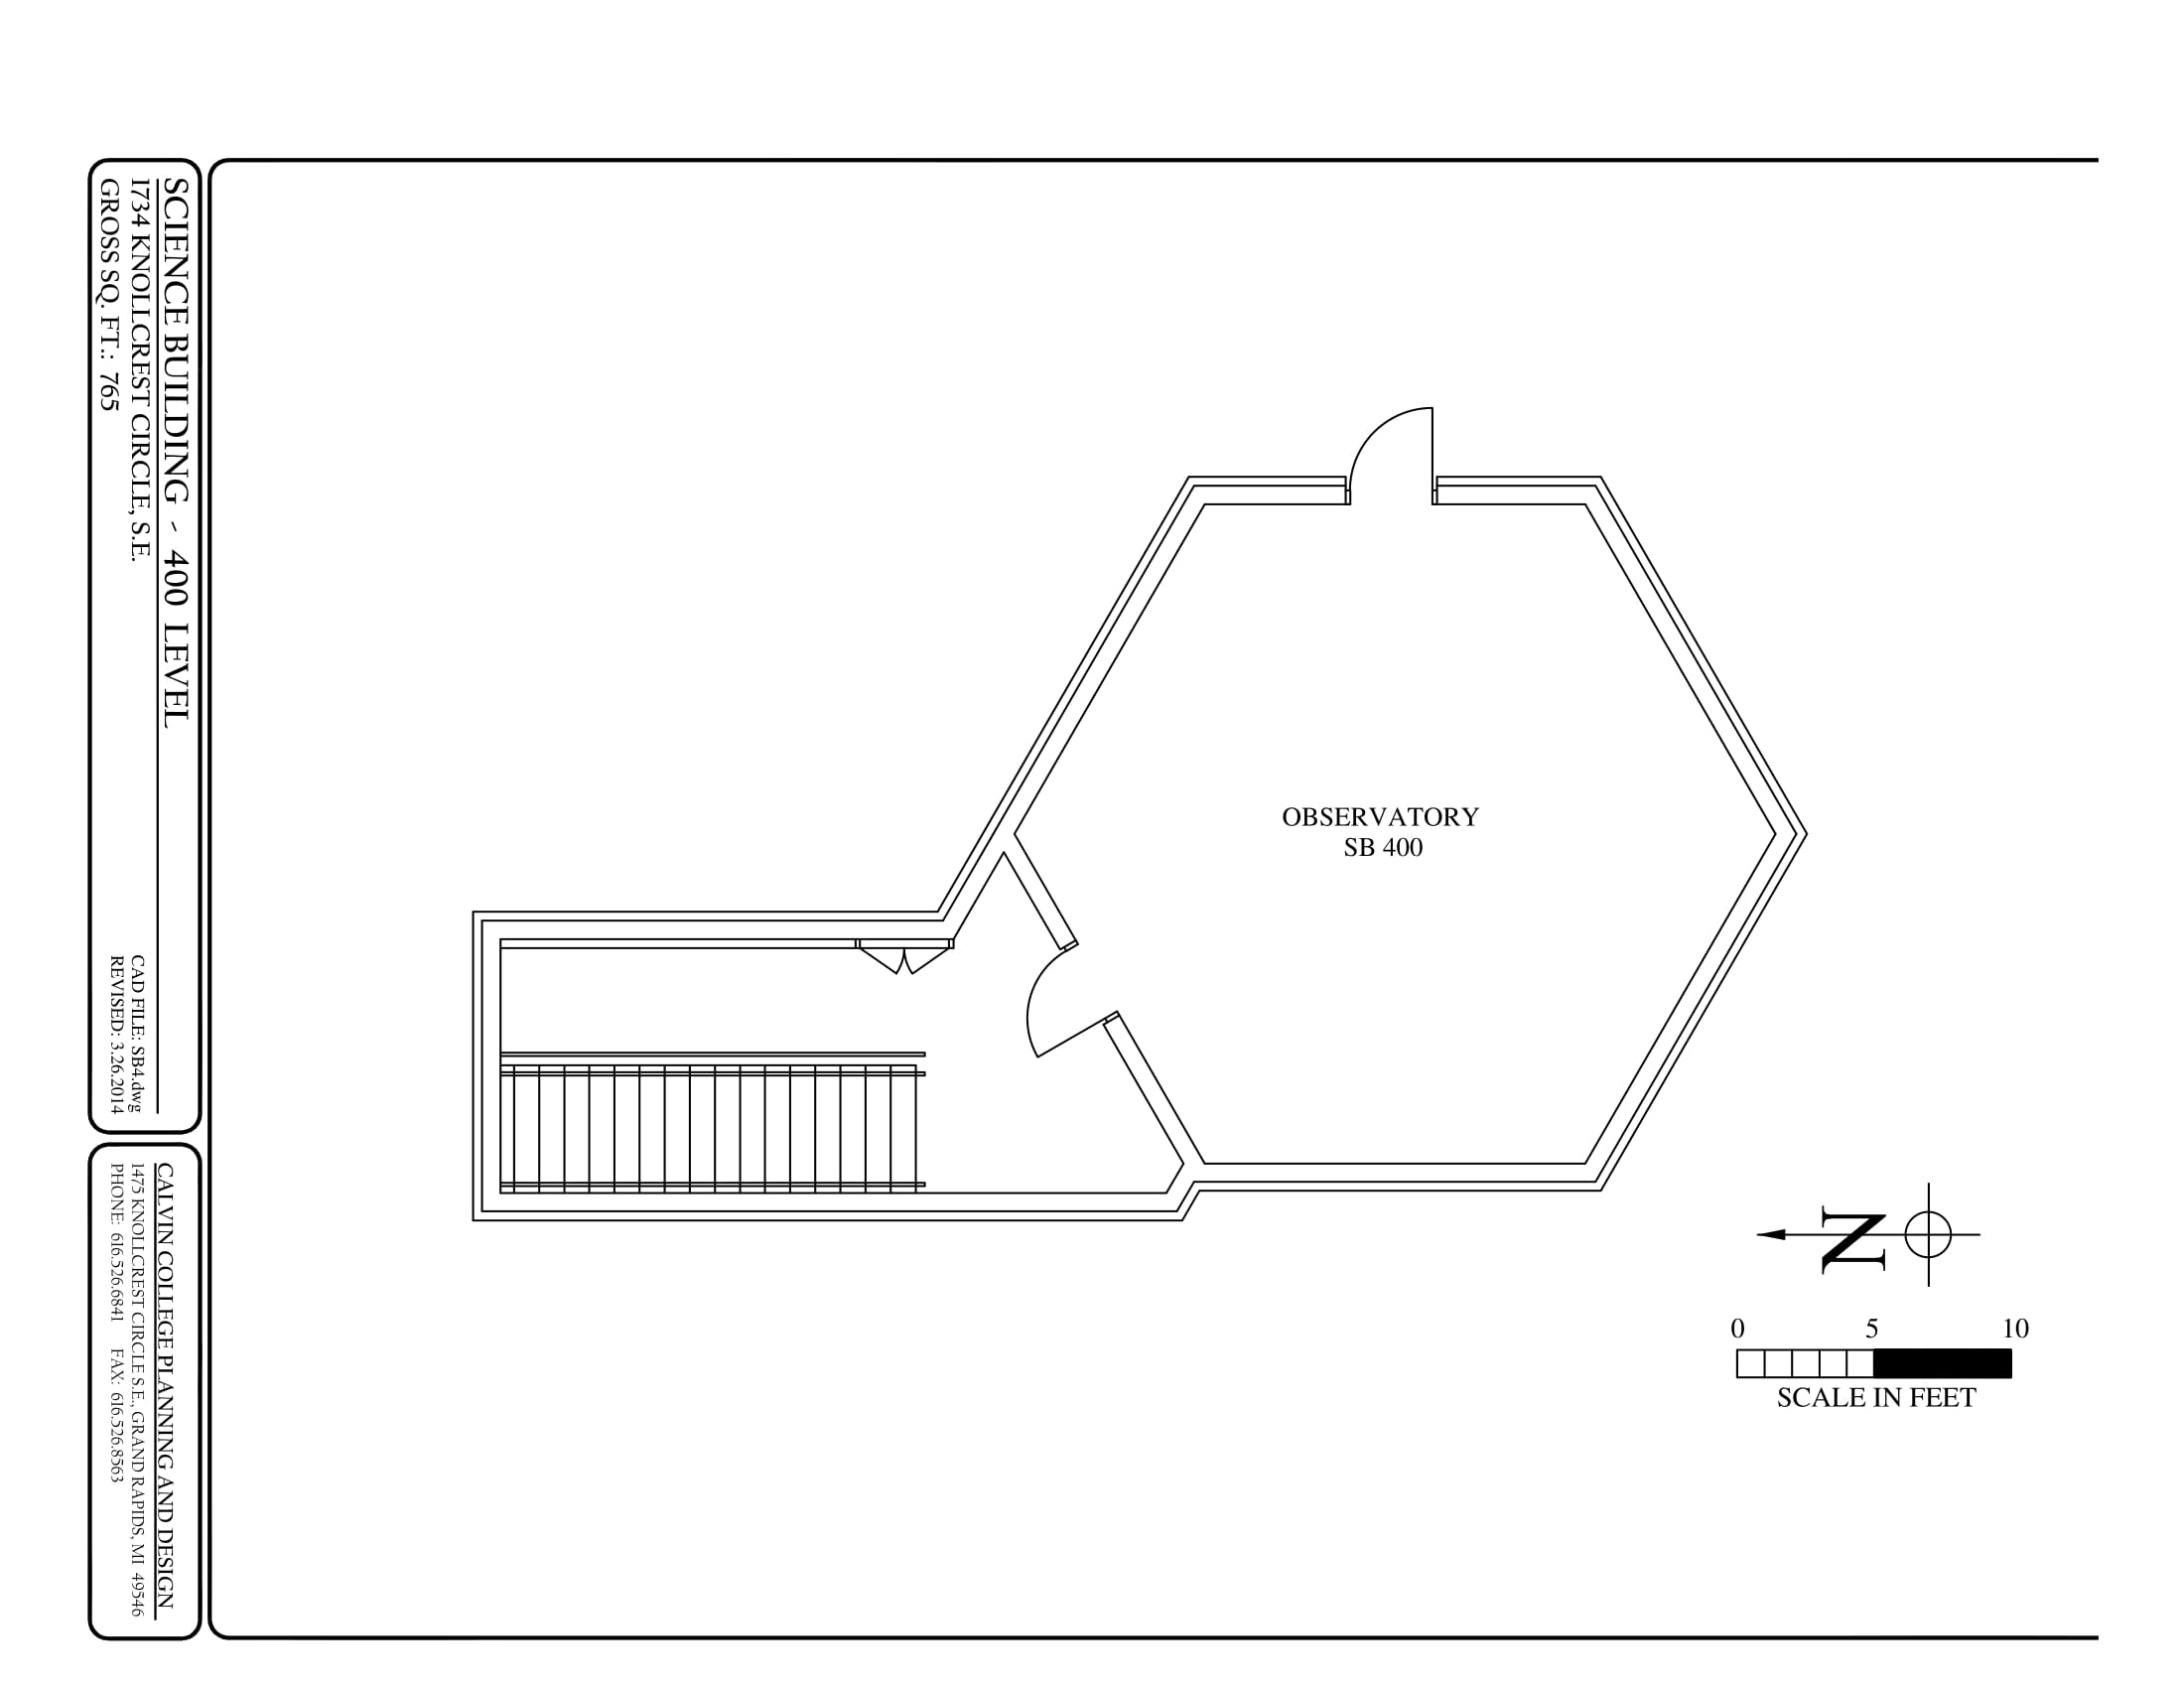 SCIENCE BUILDING - 400 LEVEL
1734 KNOLLCREST CIRCLE, S.E.
GROSS SQ. FT.: 765
CAD FILE: SB4.dwg
REVISED: 3.26.2014
CALVIN COLLEGE PLANNING AND DESIGN
1475 KNOLLCREST CIRCLE S.E., GRAND RAPIDS, MI 49546
PHONE: 616.526.6841 FAX: 616.526.8563
OBSERVATORY
SB 400
N
0 5 10
SCALE IN FEET